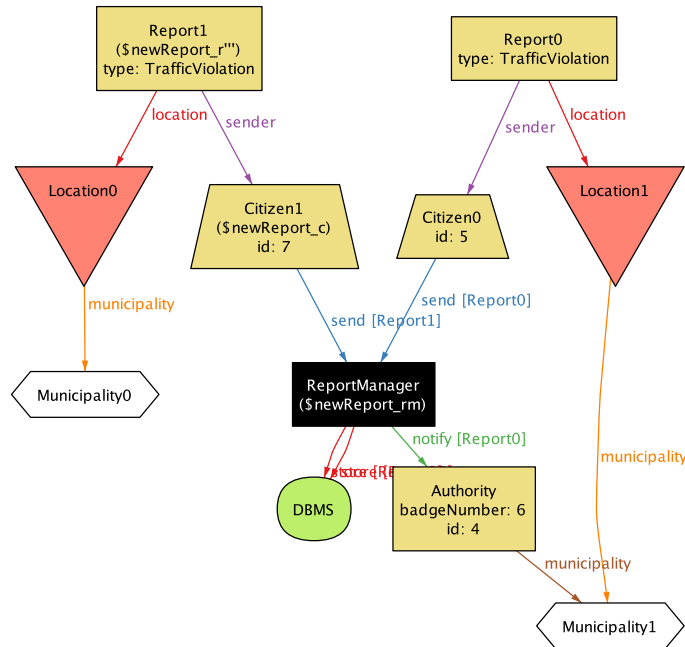 Report1
($newReport_r''')
type: TrafficViolation
Report0
type: TrafficViolation
location
sender
sender
location
Location0
Citizen1
($newReport_c)
id: 7
Citizen0
id: 5
Location1
municipality
send [Report1]
send [Report0]
Municipality0
ReportManager
($newReport_rm)
notify [Report0]
municipality
DBMS
Authority
badgeNumber: 6
id: 4
municipality
Municipality1